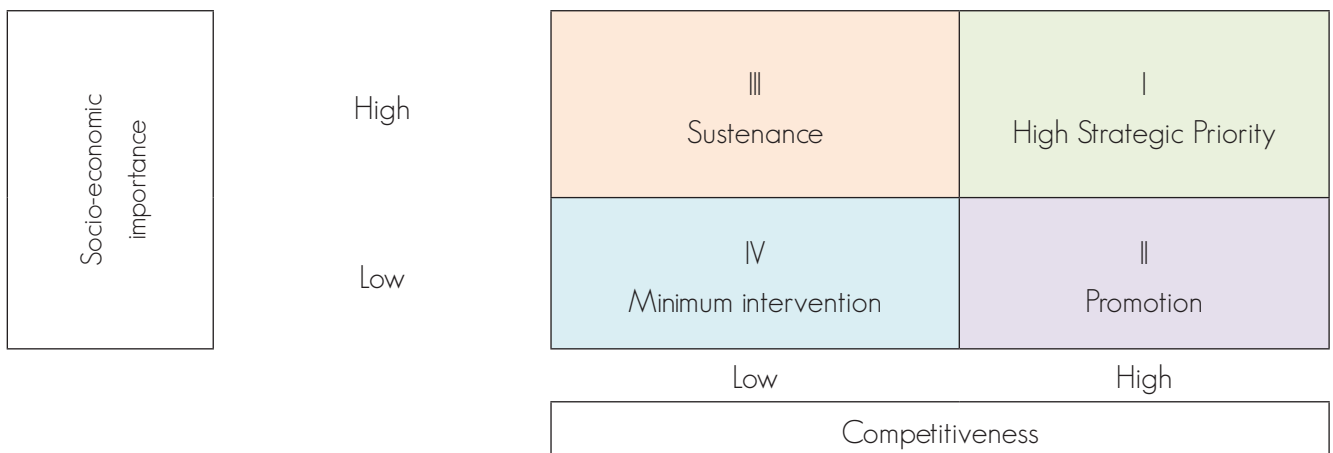 Socio-economic
importance
High
III
Sustenance
I
High Strategic Priority
Low
IV
Minimum intervention
II
Promotion
Low
High
Competitiveness